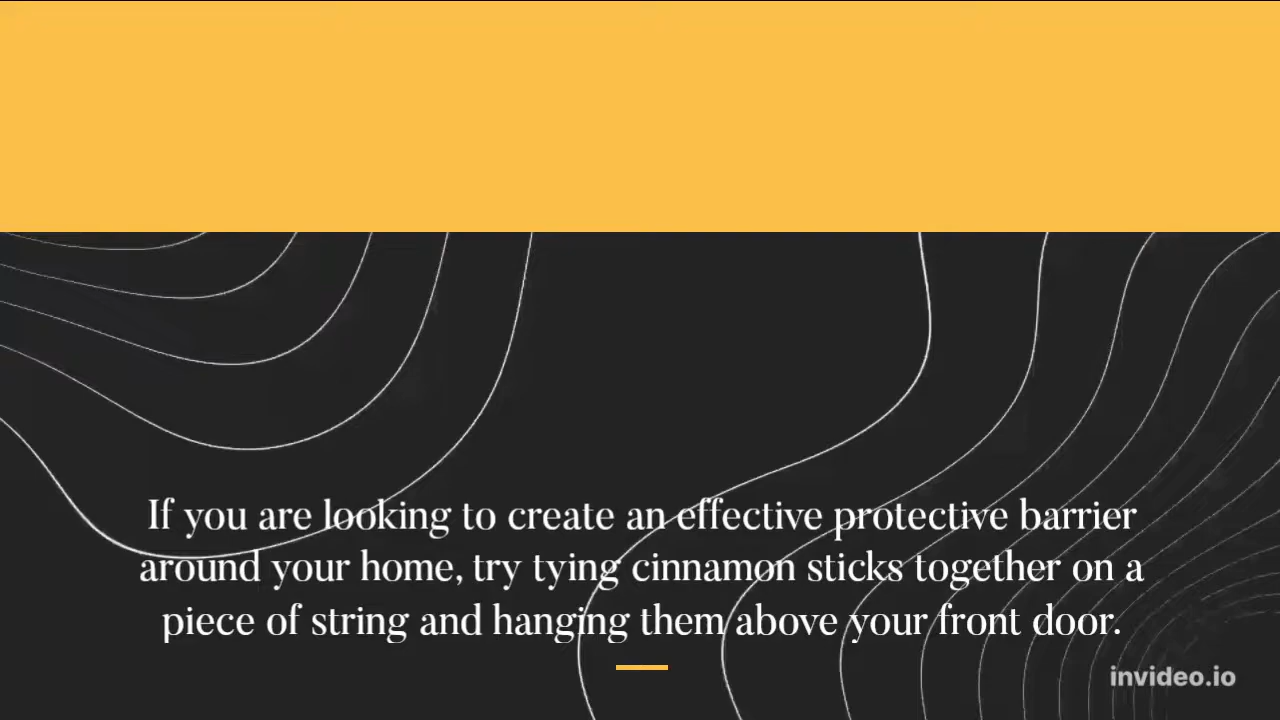 If you are looking to create an effective protective barrier
around your home, try tying cinnamon sticks together on a
piece of string and hanging them above your front door.
invideo.io